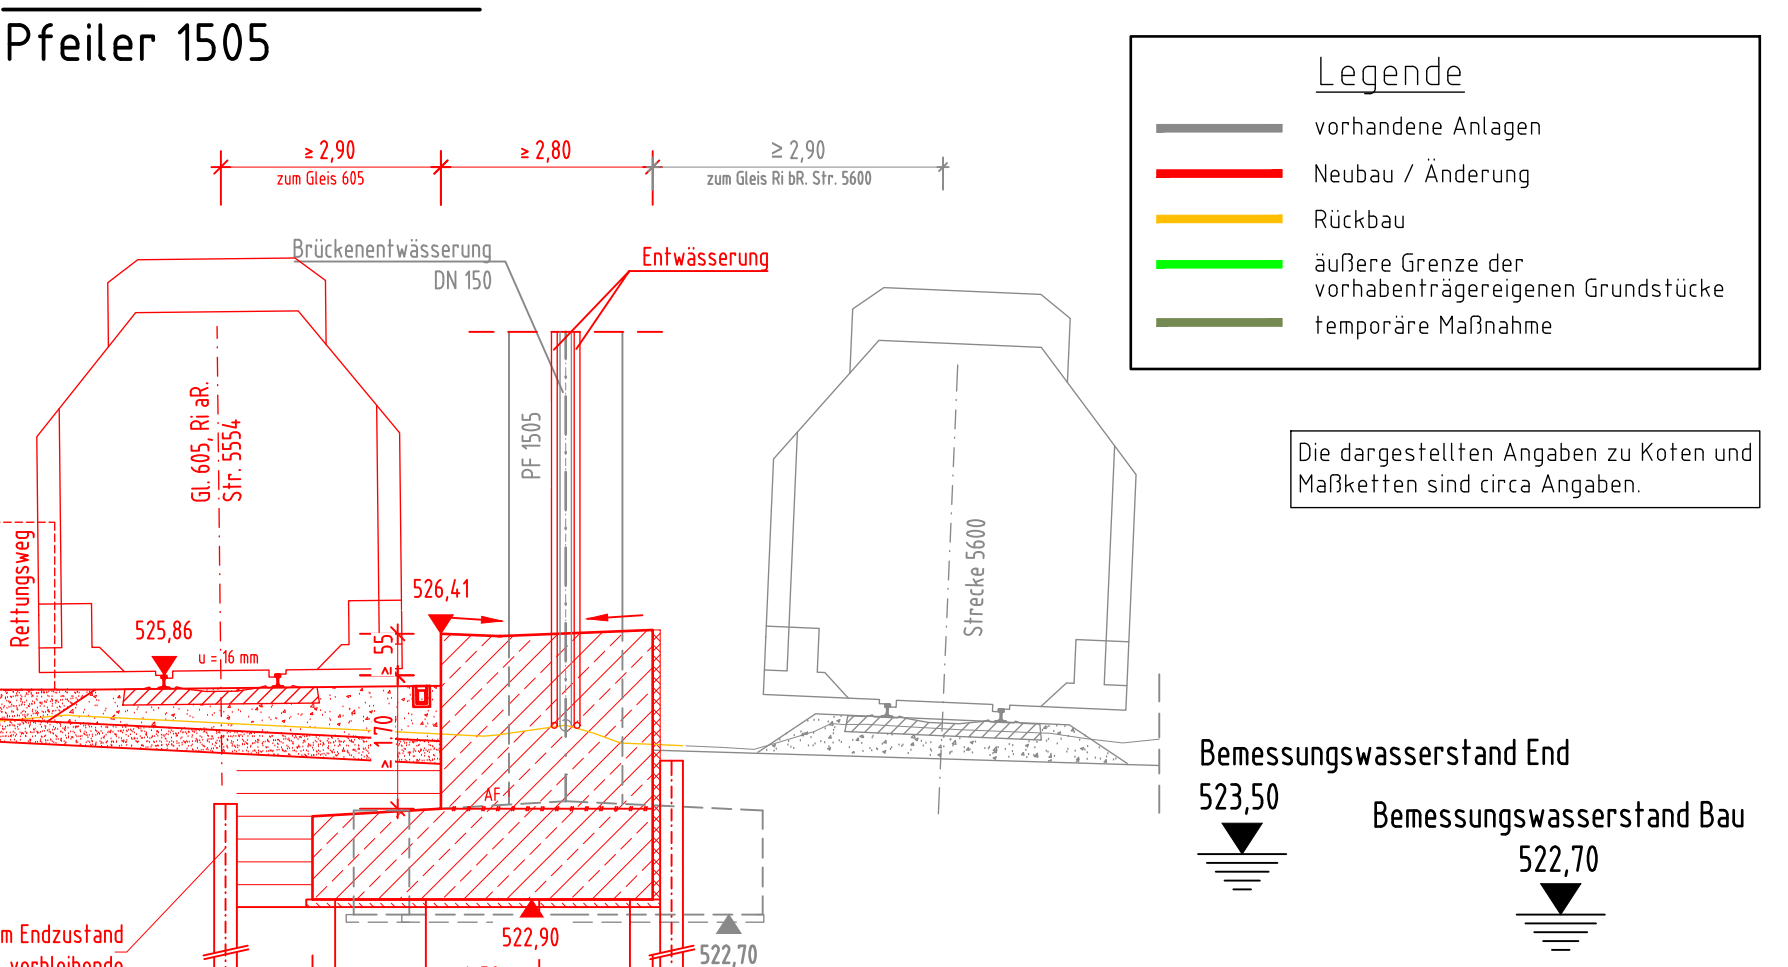 Pfeiler 1505
Legende
vorhandene Anlagen
Neubau / Änderung
Rückbau
äußere Grenze der
vorhabenträgereigenen Grundstücke
temporäre Maßnahme
≥ 2,90
zum Gleis 605
≥ 2,80
≥ 2,90
zum Gleis Ri bR. Str. 5600
Brückenentwässerung
DN 150
Entwässerung
Gl. 605, Ri aR.
Str. 5554
PF 1505
Strecke 5600
Die dargestellten Angaben zu Koten und
Maßketten sind circa Angaben.
Rettungsweg
525,86
u = 16 mm
526,41
≥ 55
≥ 1.70
AF
Bemessungswasserstand End
523,50
Bemessungswasserstand Bau
522,70
m Endzustand
verbleibende
522,90
522,70